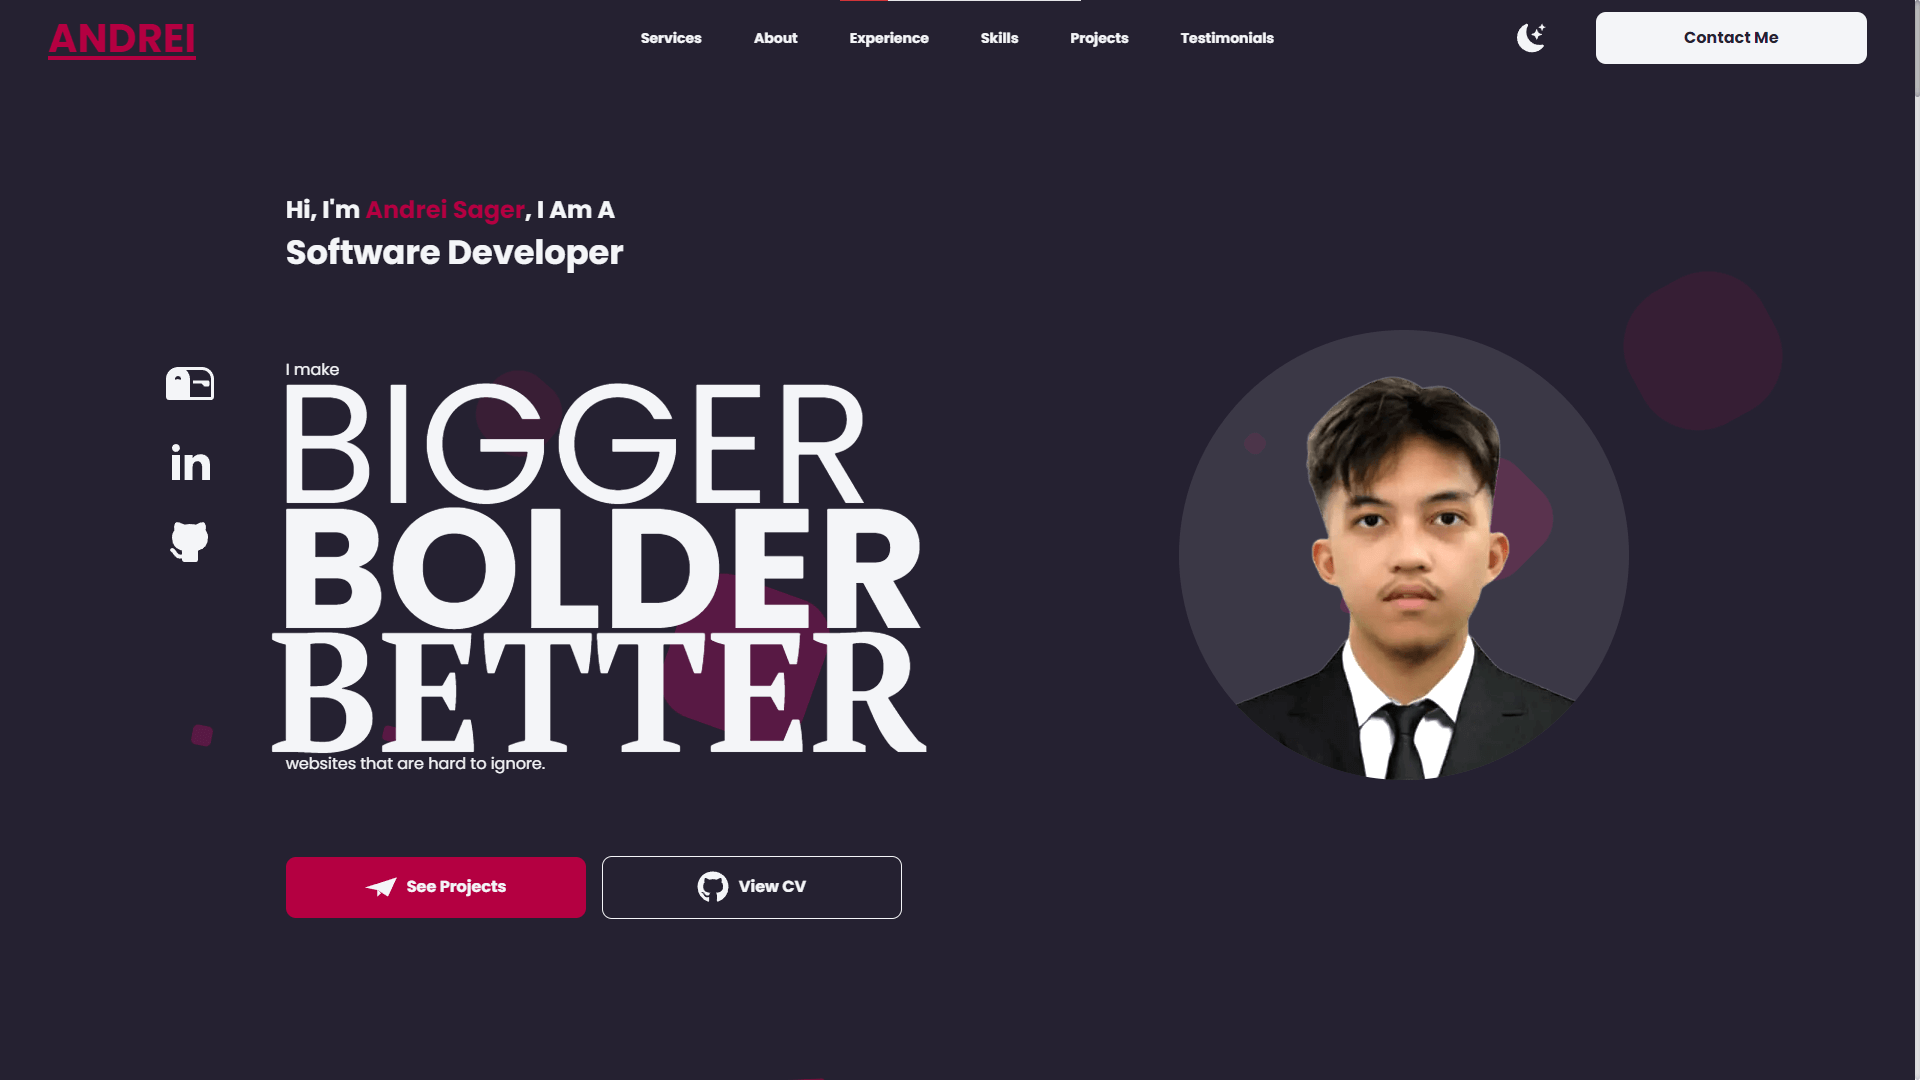 ANDREI
Services
About
Experience
Skills
Projects
Testimonials
Contact Me
Hi, I'm Andrei Sager, I Am A
Software Developer
I make
BIGGER
BOLDER
BETTER
websites that are hard to ignore.
in
See Projects
View CV